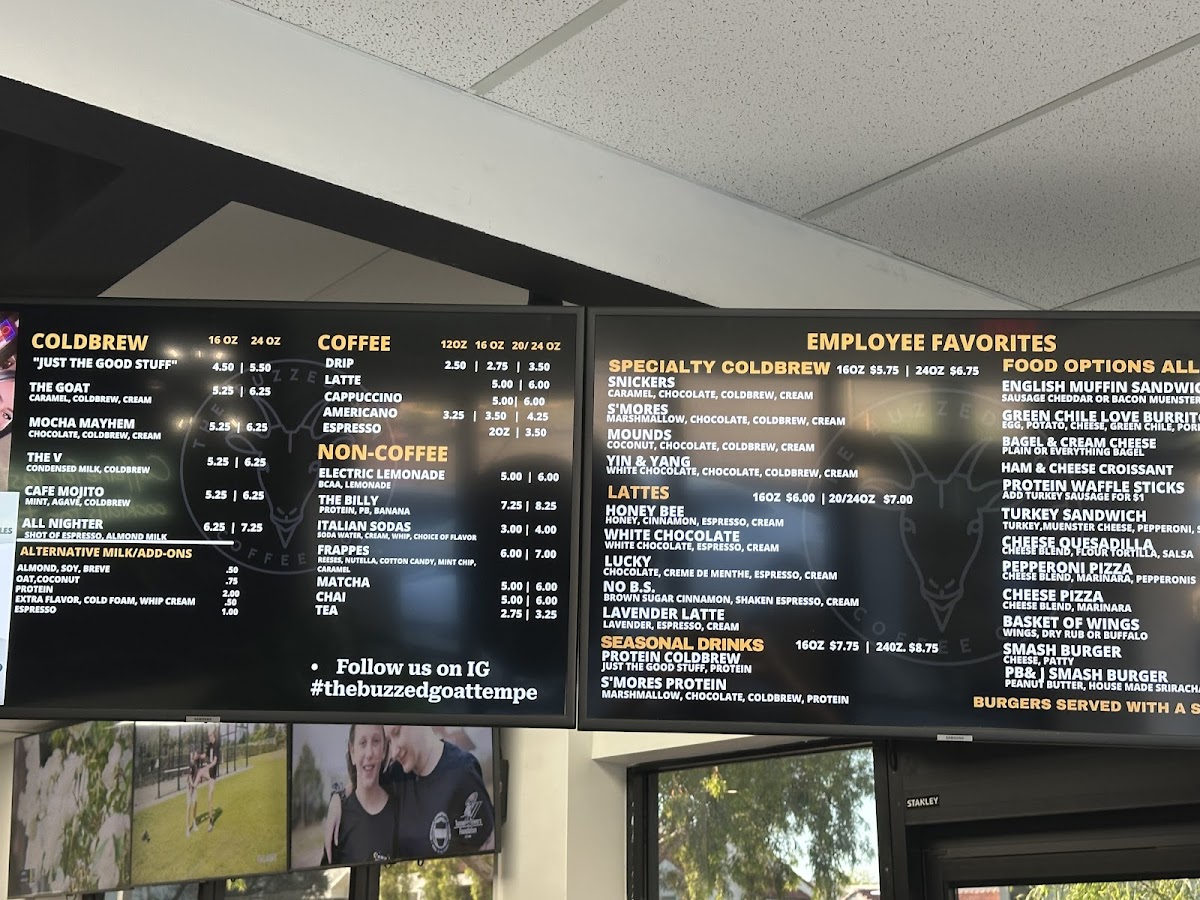 COLDBREW 16 OZ 24 OZ
"JUST THE GOOD STUFF" 4.50 | 5.50
THE GOAT 5.25 | 6.25
CARAMEL, COLDBREW, CREAM
MOCHA MAYHEM 5.25 | 6.25
CHOCOLATE, COLDBREW, CREAM
THE V 5.25 | 6.25
CONDENSED MILK, COLDBREW
CAFE MOJITO 5.25 | 6.25
MINT, AGAVE, COLDBREW
ALL NIGHTER 6.25 | 7.25
SHOT OF ESPRESSO, ALMOND MILK
ALTERNATIVE MILK/ADD-ONS
ALMOND, SOY, BREVE .50
OAT,COCONUT .75
PROTEIN 2.00
EXTRA FLAVOR, COLD FOAM, WHIP CREAM .50
ESPRESSO 1.00
COFFEE 12OZ 16 OZ 20/ 24 OZ
DRIP 2.50 | 2.75 | 3.50
LATTE 5.00 | 6.00
CAPPUCCINO 5.00| 6.00
AMERICANO 3.25 | 3.50 | 4.25
ESPRESSO 2OZ | 3.50
NON-COFFEE
ELECTRIC LEMONADE 5.00 | 6.00
BCAA, LEMONADE
THE BILLY 7.25 | 8.25
PROTEIN, PB, BANANA
ITALIAN SODAS 3.00 | 4.00
SODA WATER, CREAM, WHIP, CHOICE OF FLAVOR
FRAPPES 6.00 | 7.00
REESES, NUTELLA, COTTON CANDY, MINT CHIP,
CARAMEL
MATCHA 5.00 | 6.00
CHAI 5.00 | 6.00
TEA 2.75 | 3.25
• Follow us on IG
#thebuzzedgoattempe
EMPLOYEE FAVORITES
SPECIALTY COLDBREW 16OZ $5.75 | 24OZ $6.75
SNICKERS
CARAMEL, CHOCOLATE, COLDBREW, CREAM
S'MORES
MARSHMALLOW, CHOCOLATE, COLDBREW, CREAM
MOUNDS
COCONUT, CHOCOLATE, COLDBREW, CREAM
YIN & YANG
WHITE CHOCOLATE, CHOCOLATE, COLDBREW, CREAM
LATTES 16OZ $6.00 | 20/24OZ $7.00
HONEY BEE
HONEY, CINNAMON, ESPRESSO, CREAM
WHITE CHOCOLATE
WHITE CHOCOLATE, ESPRESSO, CREAM
LUCKY
CHOCOLATE, CREME DE MENTHE, ESPRESSO, CREAM
NO B.S.
BROWN SUGAR CINNAMON, SHAKEN ESPRESSO, CREAM
LAVENDER LATTE
LAVENDER, ESPRESSO, CREAM
SEASONAL DRINKS 16OZ $7.75 | 24OZ. $8.75
PROTEIN COLDBREW
JUST THE GOOD STUFF, PROTEIN
S'MORES PROTEIN
MARSHMALLOW, CHOCOLATE, COLDBREW, PROTEIN
FOOD OPTIONS ALL
ENGLISH MUFFIN SANDWIC
SAUSAGE CHEDDAR OR BACON MUENSTER
GREEN CHILE LOVE BURRITO
EGG, POTATO, CHEESE, GREEN CHILE, POR
BAGEL & CREAM CHEESE
PLAIN OR EVERYTHING BAGEL
HAM & CHEESE CROISSANT
PROTEIN WAFFLE STICKS
ADD TURKEY SAUSAGE FOR $1
TURKEY SANDWICH
TURKEY,MUENSTER CHEESE, PEPPERONI, S
CHEESE QUESADILLA
CHEESE BLEND, FLOUR TORTILLA, SALSA
PEPPERONI PIZZA
CHEESE BLEND, MARINARA, PEPPERONIS
CHEESE PIZZA
CHEESE BLEND, MARINARA
BASKET OF WINGS
WINGS, DRY RUB OR BUFFALO
SMASH BURGER
CHEESE, PATTY
PB& J SMASH BURGER
PEANUT BUTTER, HOUSE MADE SRIRACHA
BURGERS SERVED WITH A S
THE BUZZED GOAT
COFFEE
SAMSUNG
SAMSUNG
STAKLEY